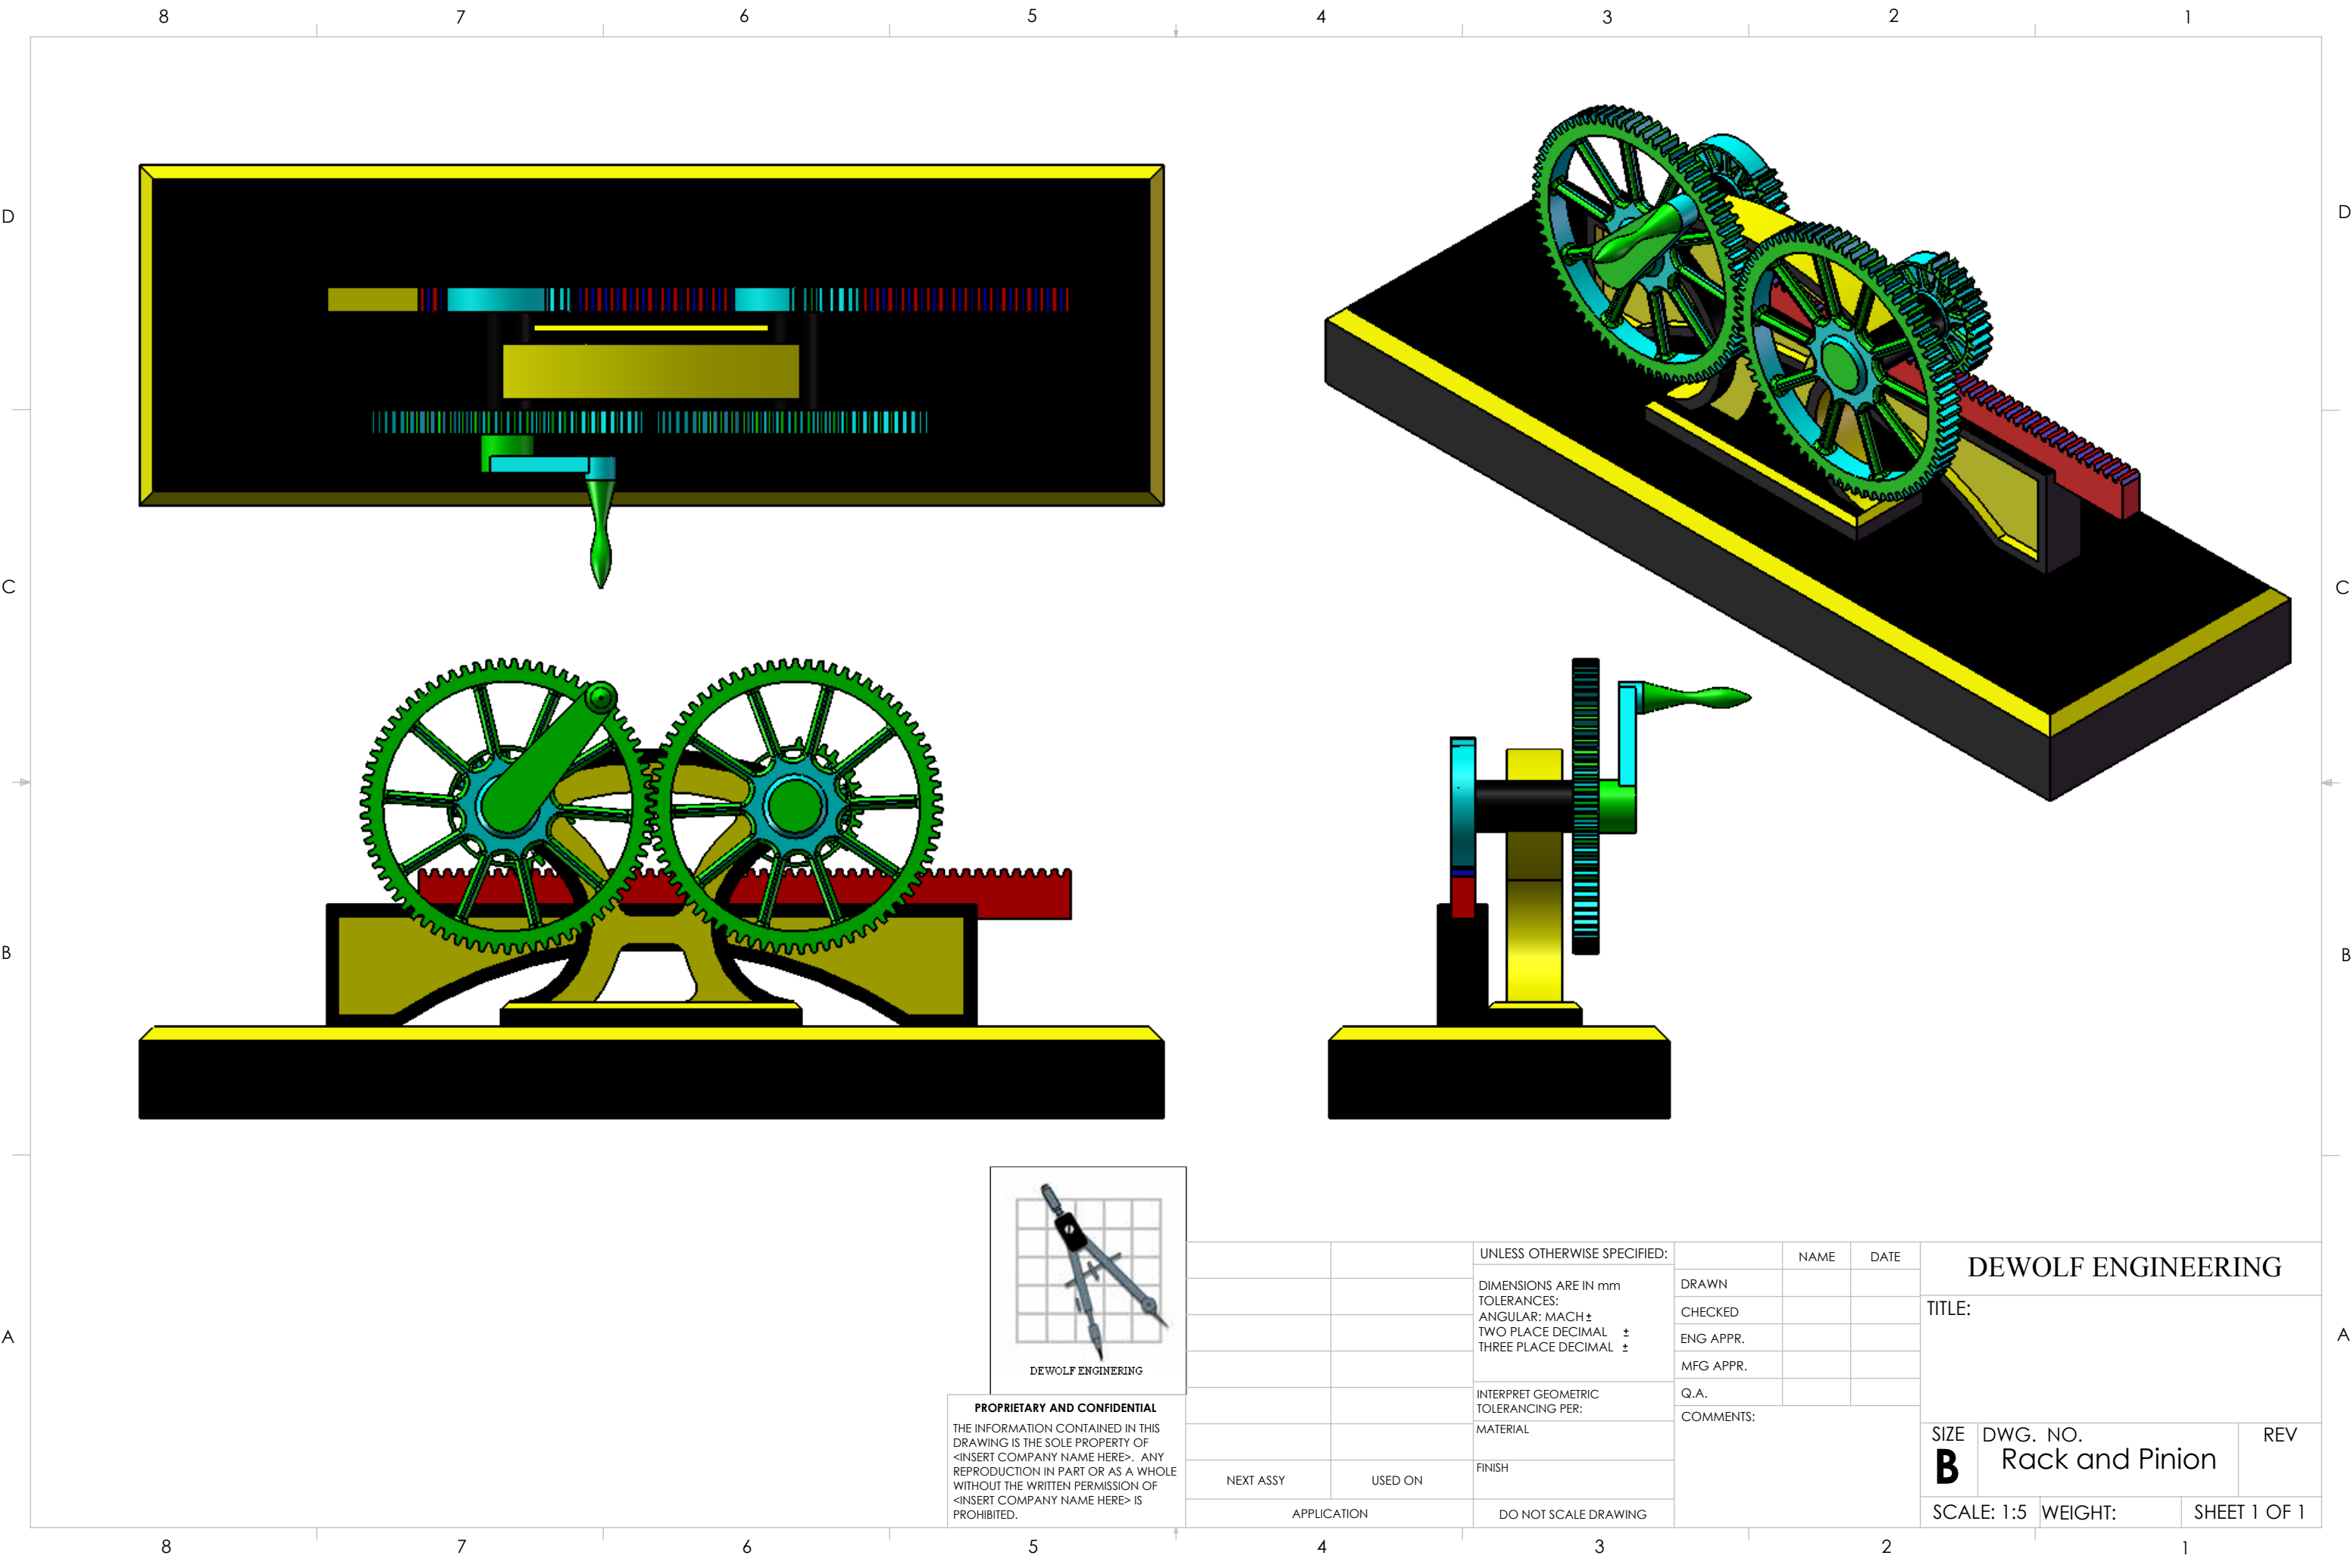 8 7 6 5 4 3 2 1
D D
C C
B B
A A
DEWOLF ENGINERING
PROPRIETARY AND CONFIDENTIAL
THE INFORMATION CONTAINED IN THIS
DRAWING IS THE SOLE PROPERTY OF
<INSERT COMPANY NAME HERE>. ANY
REPRODUCTION IN PART OR AS A WHOLE
WITHOUT THE WRITTEN PERMISSION OF
<INSERT COMPANY NAME HERE> IS
PROHIBITED.
NEXT ASSY USED ON
APPLICATION
UNLESS OTHERWISE SPECIFIED:
DIMENSIONS ARE IN mm
TOLERANCES:
ANGULAR: MACH±
TWO PLACE DECIMAL ±
THREE PLACE DECIMAL ±
INTERPRET GEOMETRIC
TOLERANCING PER:
MATERIAL
FINISH
DO NOT SCALE DRAWING
NAME DATE
DRAWN
CHECKED
ENG APPR.
MFG APPR.
Q.A.
COMMENTS:
DEWOLF ENGINEERING
TITLE:
SIZE DWG. NO. REV
B Rack and Pinion
SCALE: 1:5 WEIGHT: SHEET 1 OF 1
8 7 6 5 4 3 2 1